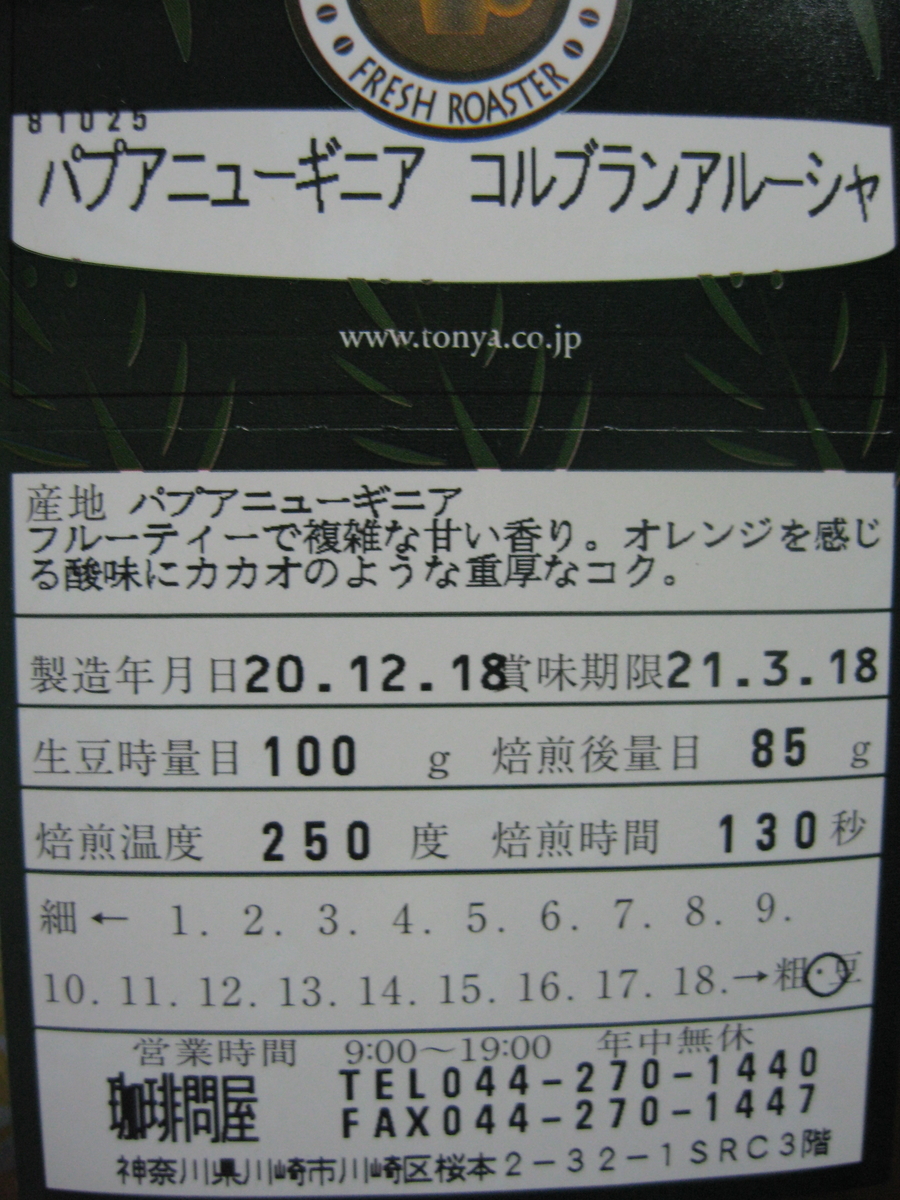 FRESH ROASTER
81025
パプアニューギニア コルブランアルーシャ
www.tonya.co.jp
産地 パプアニューギニア
フルーティーで複雑な甘い香り。オレンジを感じ
る酸味にカカオのような重厚なコク。
製造年月日20.12.18賞味期限21.3.18
生豆時量目 100 g 焙煎後量目 85 g
焙煎温度 250 度 焙煎時間 130秒
細← 1. 2. 3. 4. 5. 6. 7. 8. 9.
10. 11. 12. 13. 14. 15. 16. 17. 18.→粗・豆
営業時間 9:00～19:00 年中無休
珈琲問屋 TEL044-270-1440
FAX044-270-1447
神奈川県川崎市川崎区桜本2-32-1SRC3階